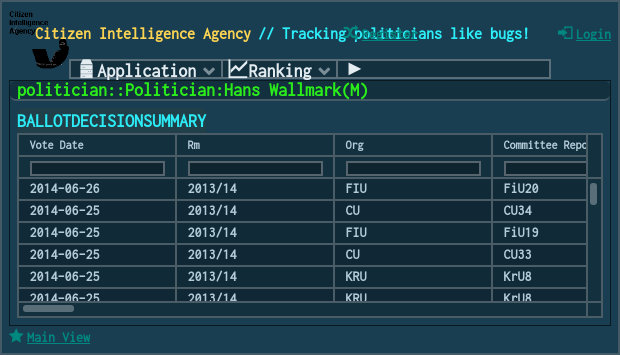 Citizen
Intelligence
Agency
Citizen Intelligence Agency // Tracking politicians like bugs!
Register
Login
Application
Ranking
politician::Politician:Hans Wallmark(M)
BALLOTDECISIONSUMMARY
Vote Date Rm Org Committee Repo
2014-06-26 2013/14 FIU FiU20
2014-06-25 2013/14 CU CU34
2014-06-25 2013/14 FIU FiU19
2014-06-25 2013/14 CU CU33
2014-06-25 2013/14 KRU KrU8
2014-06-25 2013/14 KRU KrU8
Main View